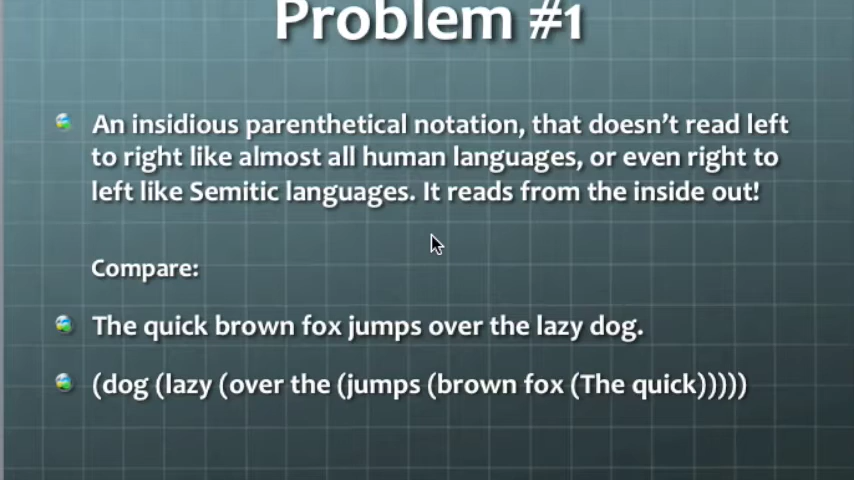 Problem #1
An insidious parenthetical notation, that doesn't read left
to right like almost all human languages, or even right to
left like Semitic languages. It reads from the inside out!
Compare:
The quick brown fox jumps over the lazy dog.
(dog (lazy (over the (jumps (brown fox (The quick)))))